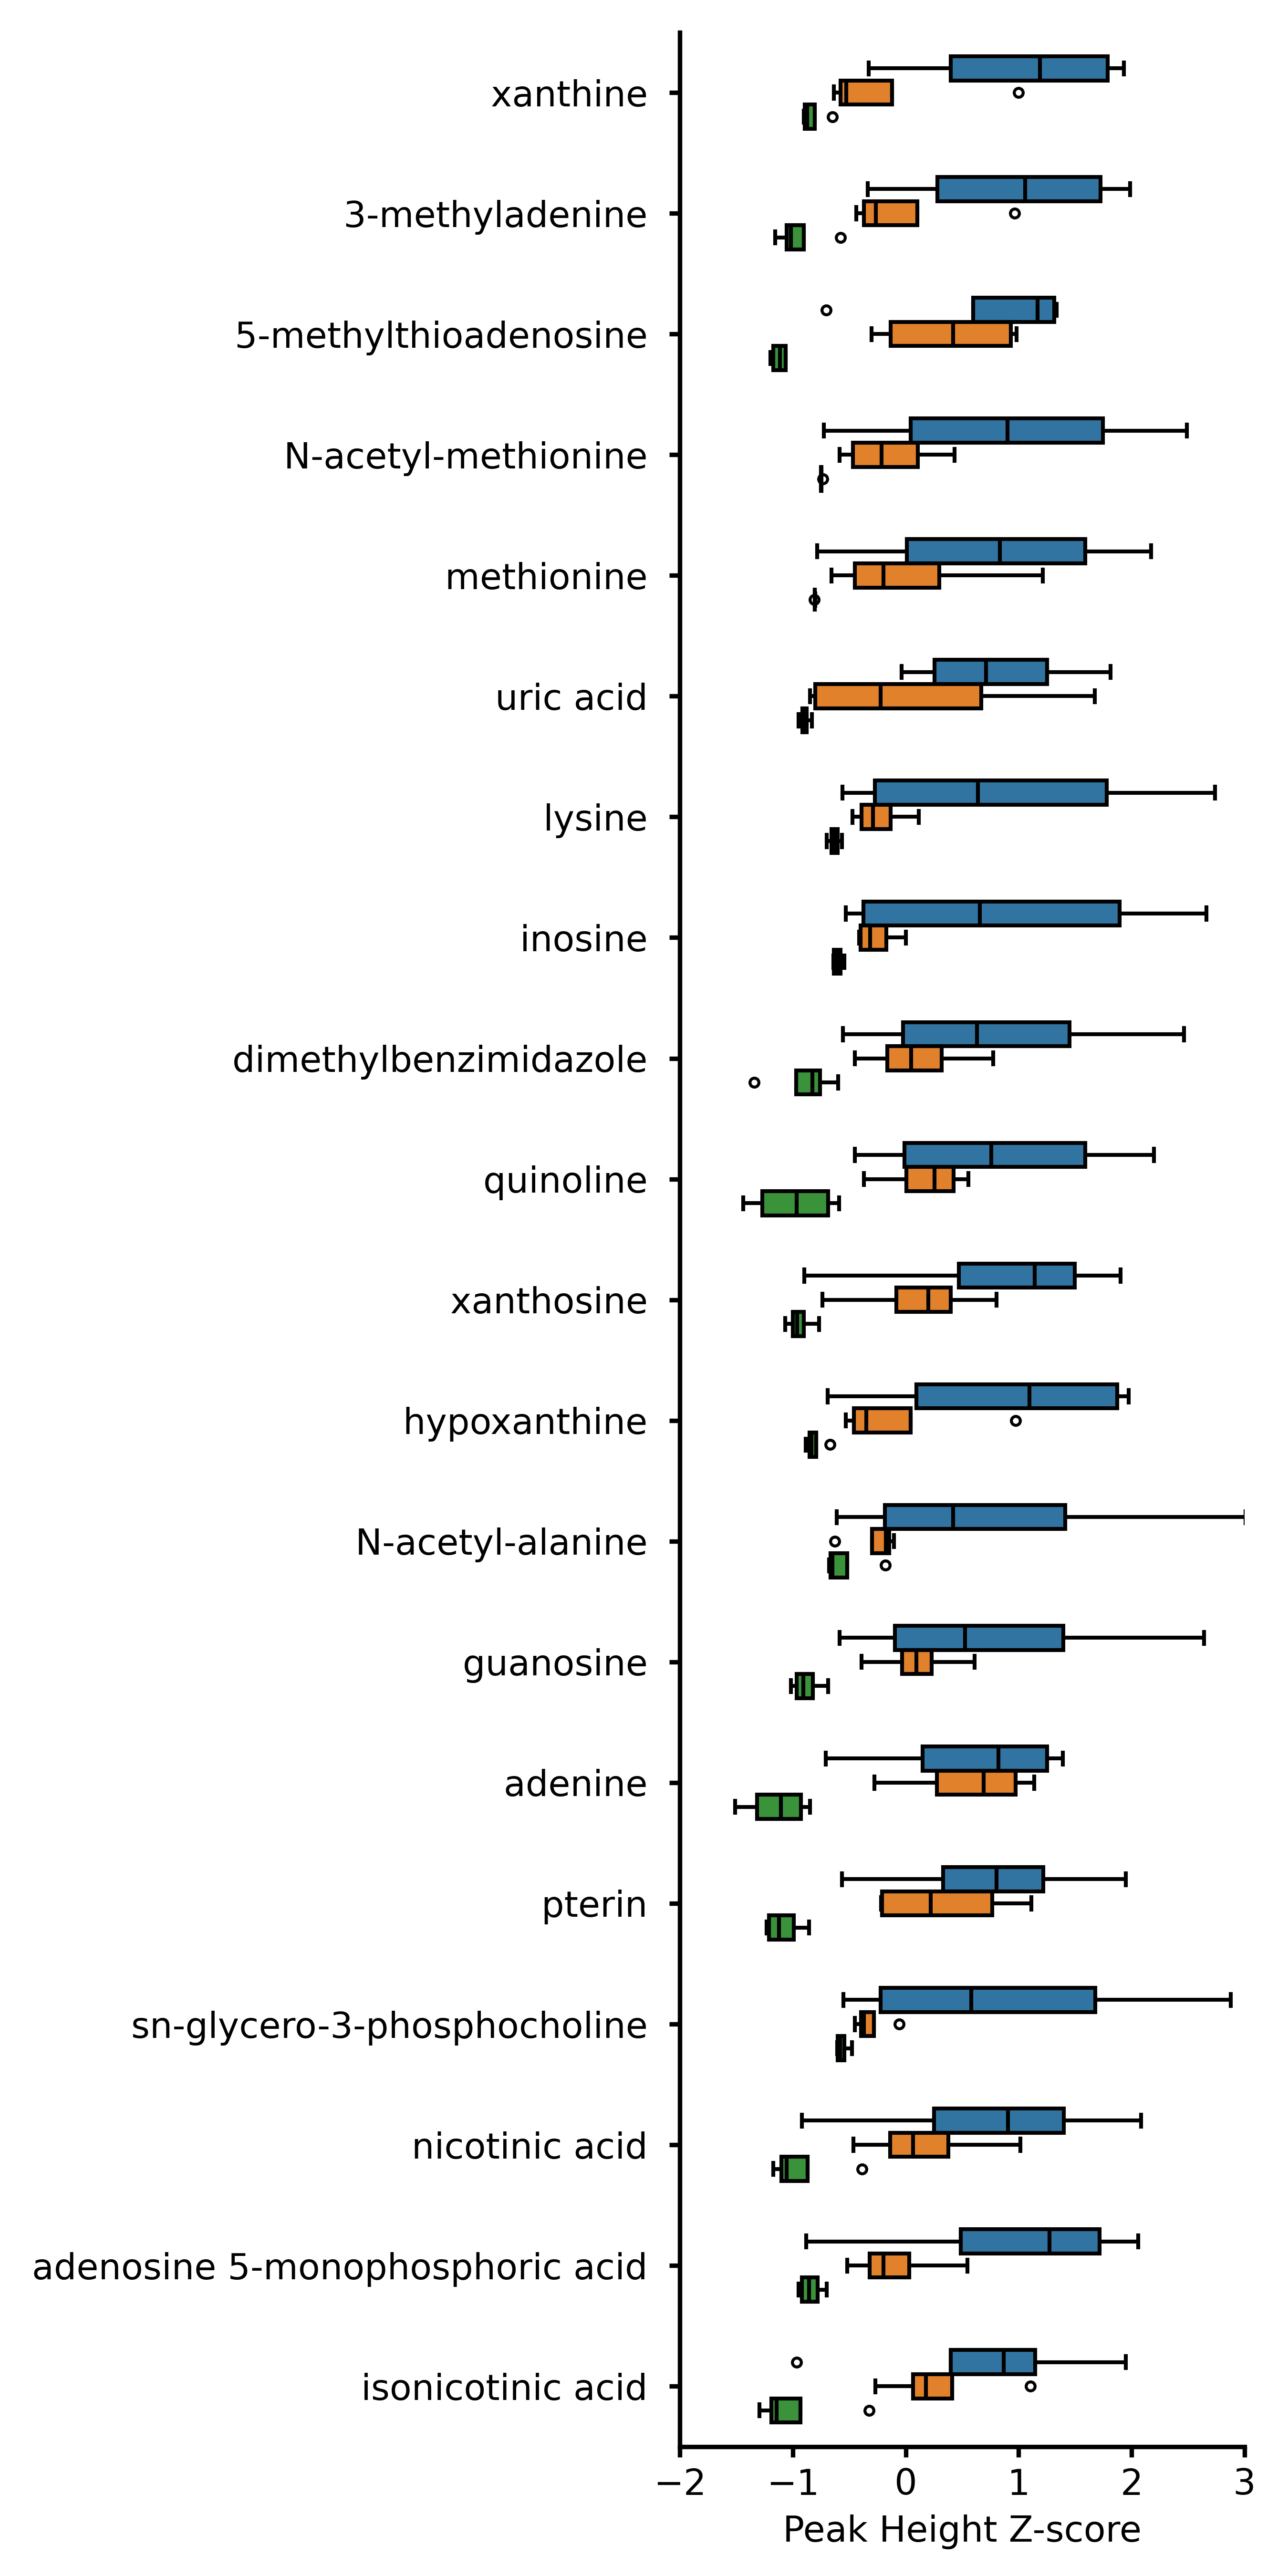 xanthine
3-methyladenine
5-methylthioadenosine
N-acetyl-methionine
methionine
uric acid
lysine
inosine
dimethylbenzimidazole
quinoline
xanthosine
hypoxanthine
N-acetyl-alanine
guanosine
adenine
pterin
sn-glycero-3-phosphocholine
nicotinic acid
adenosine 5-monophosphoric acid
isonicotinic acid
−2 −1 0 1 2 3
Peak Height Z-score